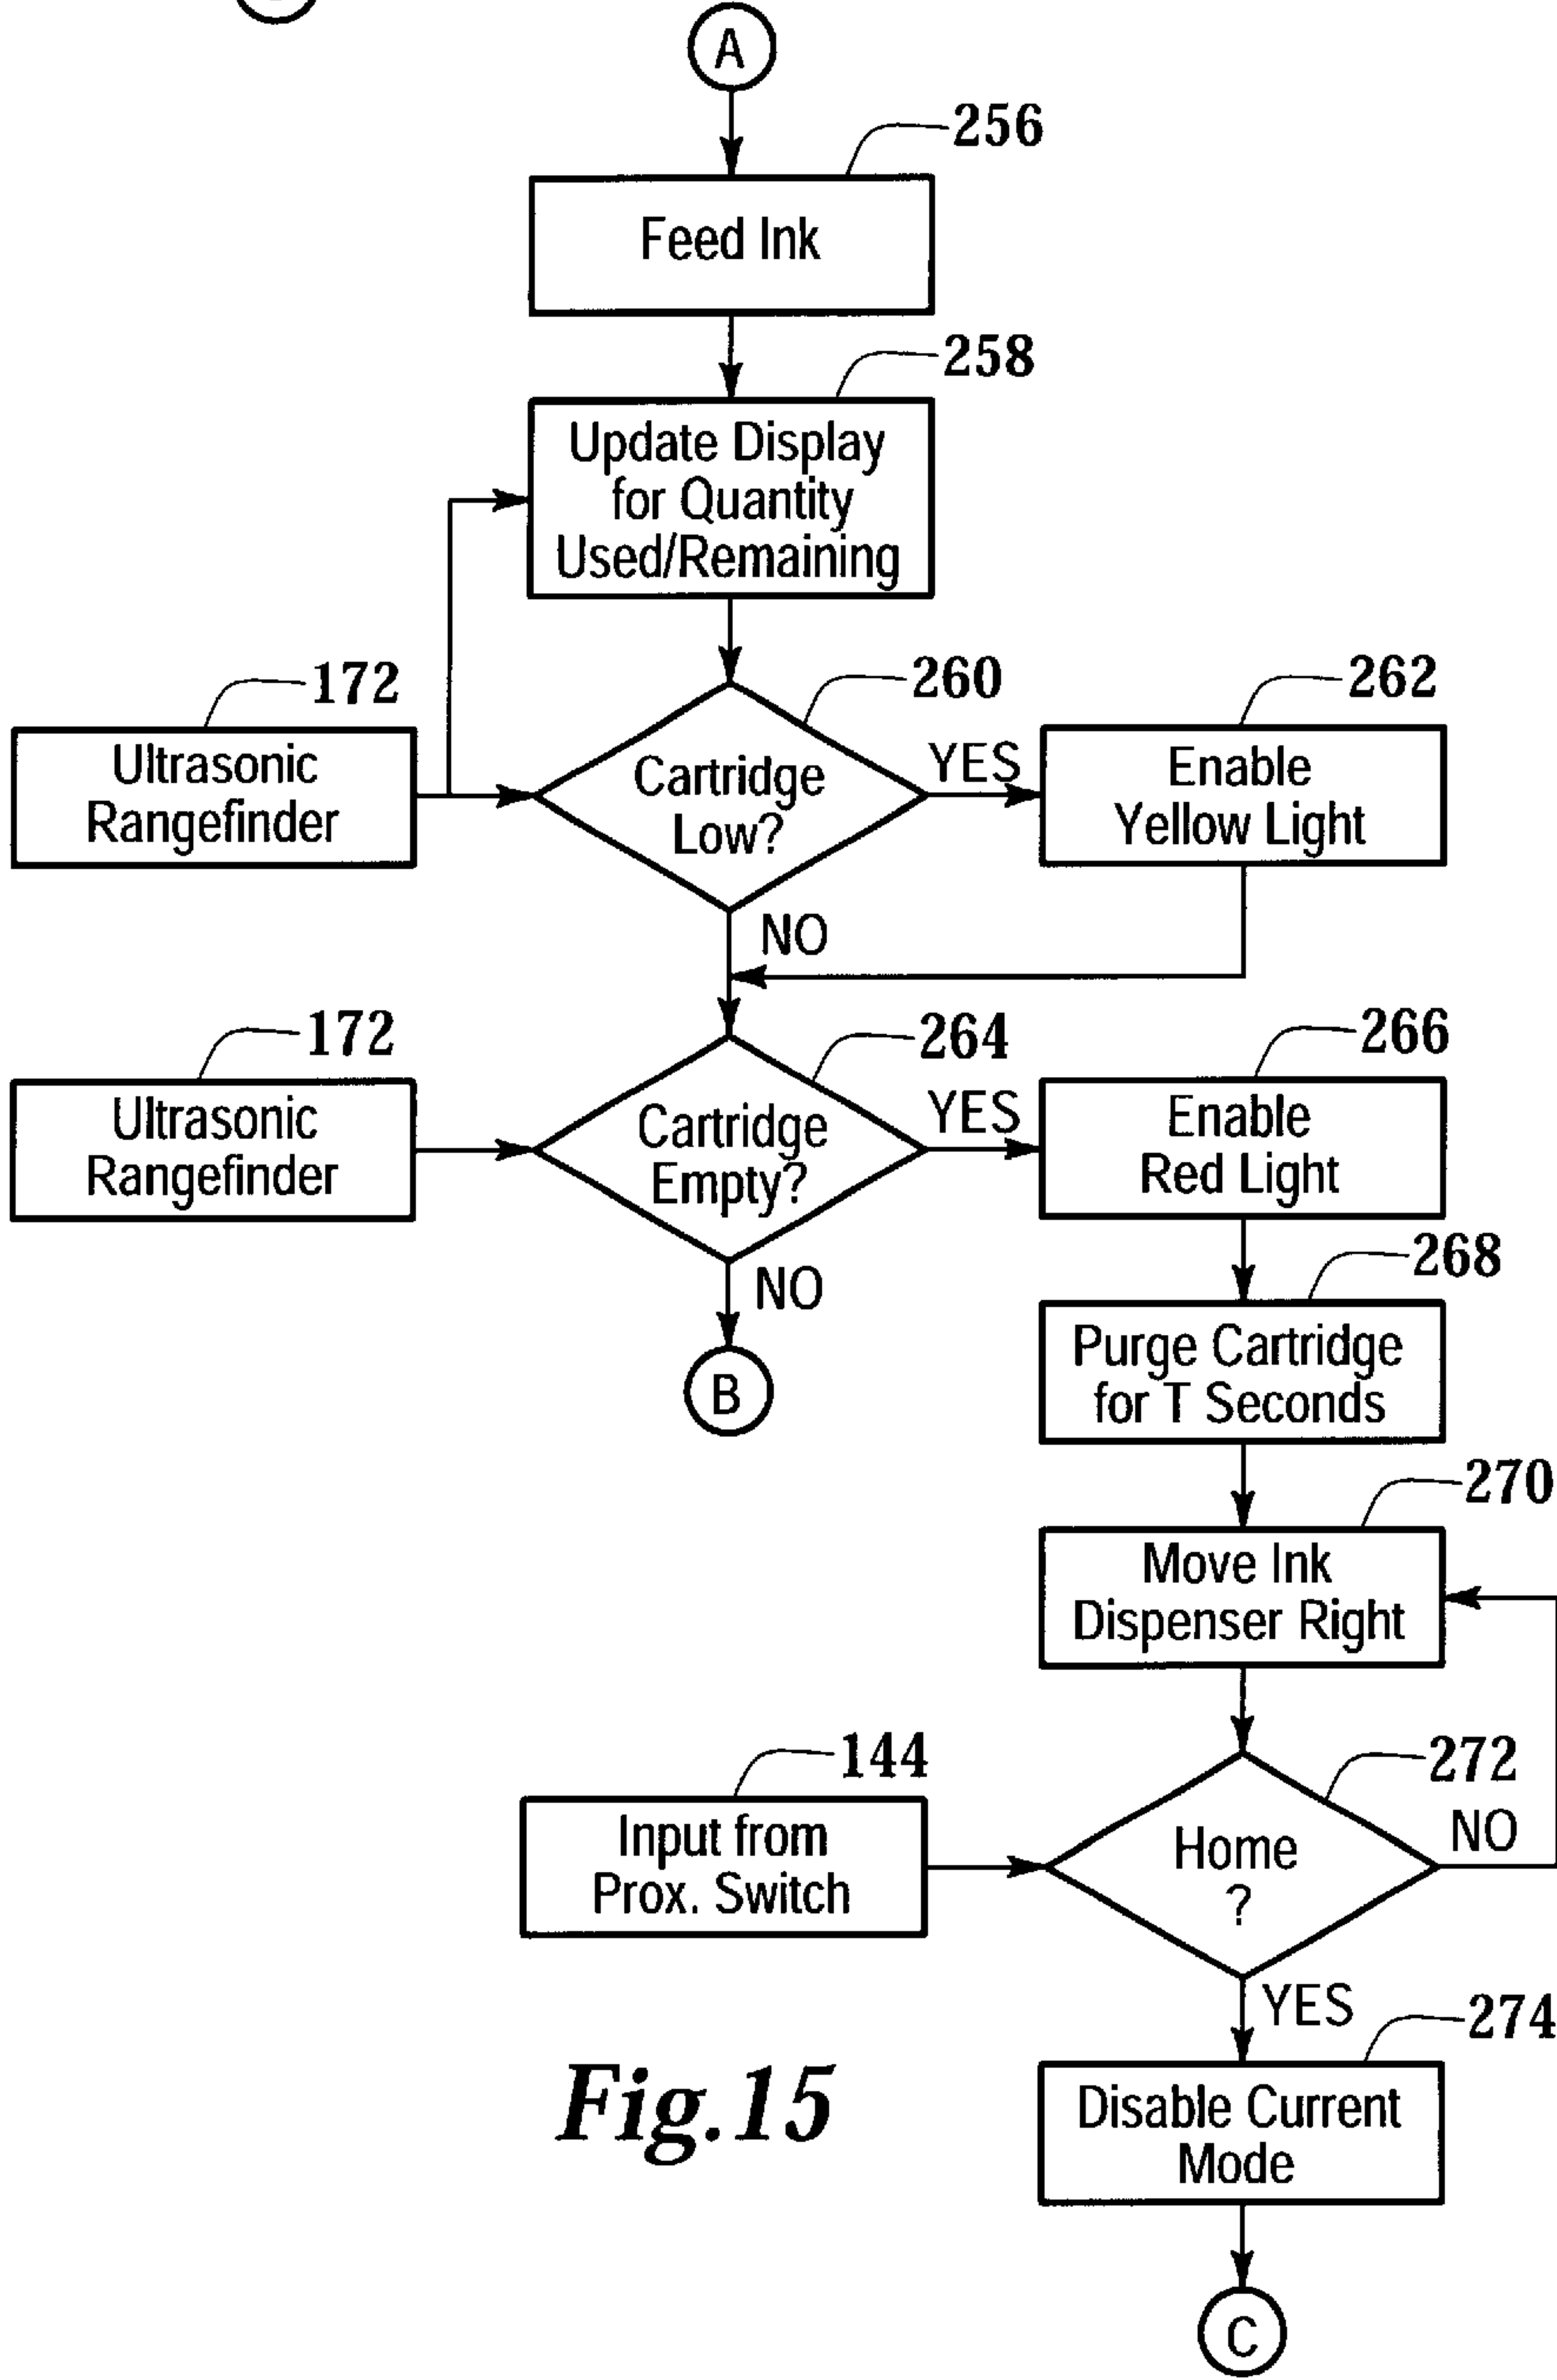 A
256
Feed Ink
258
Update Display
for Quantity
Used/Remaining
172
260
262
Ultrasonic
Rangefinder
Cartridge
Low?
YES
Enable
Yellow Light
NO
172
264
266
Ultrasonic
Rangefinder
Cartridge
Empty?
YES
Enable
Red Light
NO
268
B
Purge Cartridge
for T Seconds
270
Move Ink
Dispenser Right
144
272
Input from
Prox. Switch
Home
?
NO
YES
274
Fig.15
Disable Current
Mode
C